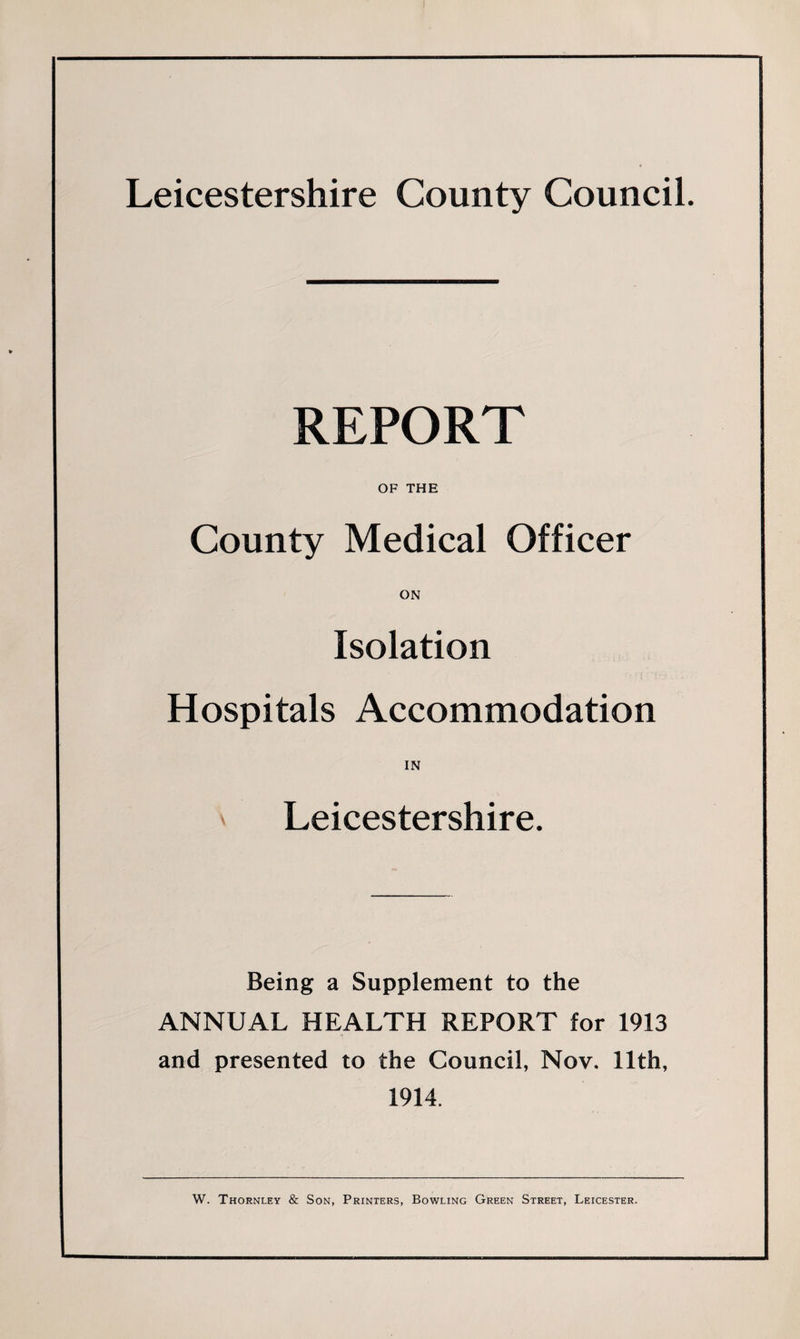 Leicestershire County Council.
REPORT
OF THE
County Medical Officer
ON
Isolation
Hospitals Accommodation
IN
Leicestershire.
Being a Supplement to the
ANNUAL HEALTH REPORT for 1913
and presented to the Council, Nov. 11th,
1914.
W. Thornley & Son, Printers, Bowling Green Street, Leicester.